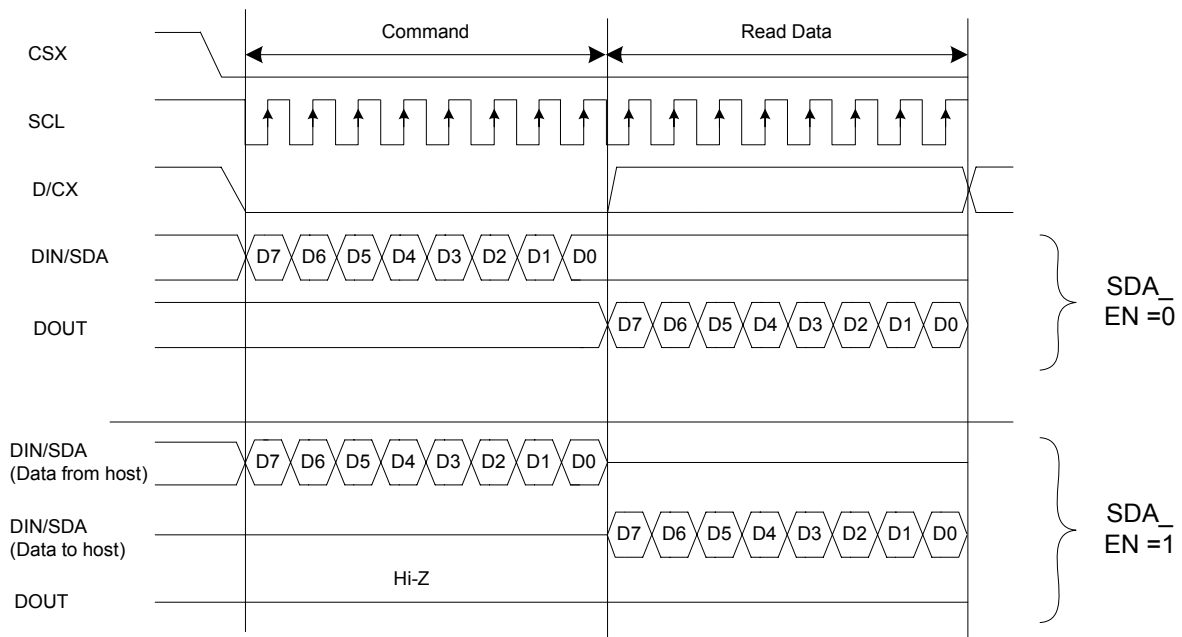 Command
Read Data
CSX
SCL
D/CX
DIN/SDA
D7 D6 D5 D4 D3 D2 D1 D0
DOUT
D7 D6 D5 D4 D3 D2 D1 D0
SDA_
EN =0
DIN/SDA
(Data from host)
D7 D6 D5 D4 D3 D2 D1 D0
DIN/SDA
(Data to host)
D7 D6 D5 D4 D3 D2 D1 D0
SDA_
EN =1
Hi-Z
DOUT